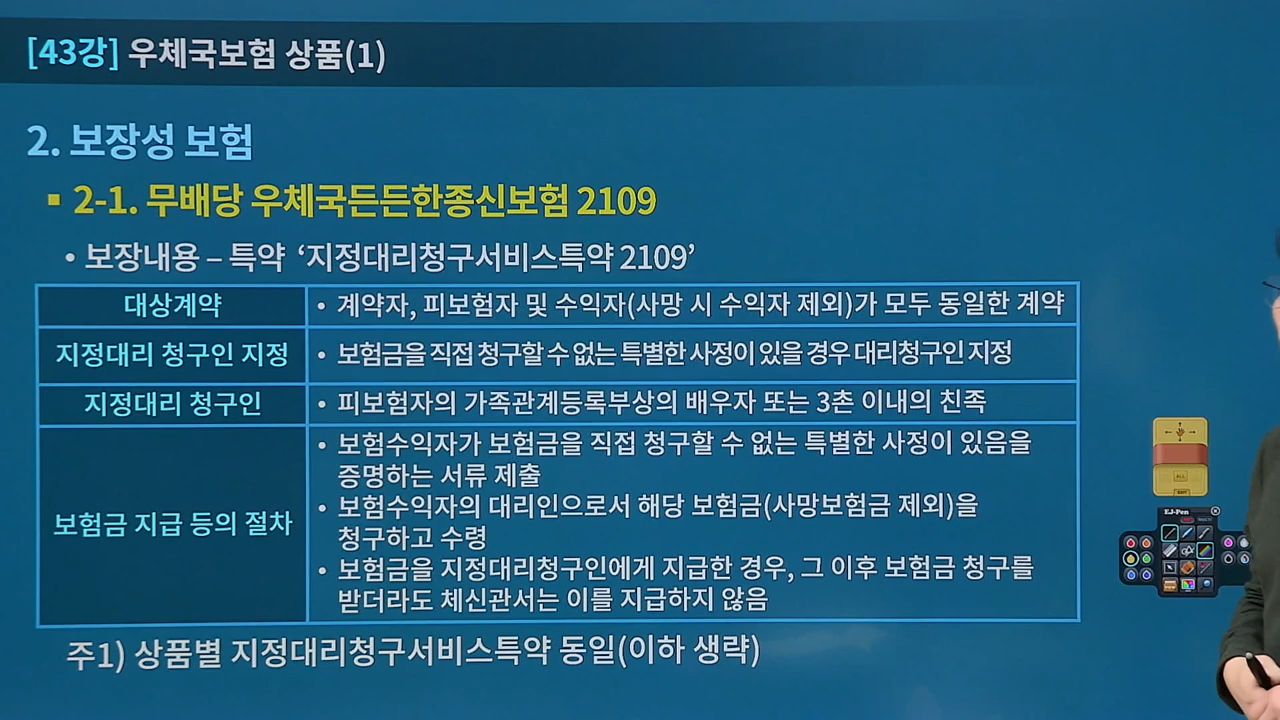 [43강] 우체국보험 상품(1)
2. 보장성 보험
▪ 2-1. 무배당 우체국든든한종신보험 2109
• 보장내용 – 특약 ‘지정대리청구서비스특약 2109’
대상계약
• 계약자, 피보험자 및 수익자(사망 시 수익자 제외)가 모두 동일한 계약
지정대리 청구인 지정
• 보험금을 직접 청구할 수 없는 특별한 사정이 있을 경우 대리청구인 지정
지정대리 청구인
• 피보험자의 가족관계등록부상의 배우자 또는 3촌 이내의 친족
보험금 지급 등의 절차
• 보험수익자가 보험금을 직접 청구할 수 없는 특별한 사정이 있음을
증명하는 서류 제출
• 보험수익자의 대리인으로서 해당 보험금(사망보험금 제외)을
청구하고 수령
• 보험금을 지정대리청구인에게 지급한 경우, 그 이후 보험금 청구를
받더라도 체신관서는 이를 지급하지 않음
주1) 상품별 지정대리청구서비스특약 동일(이하 생략)
ALL
EXIT
EJ-Pen